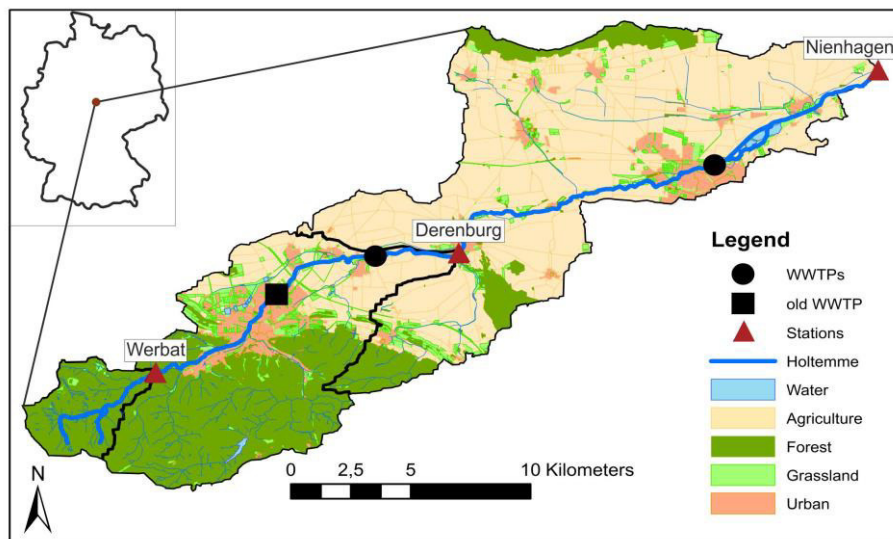 Nienhagen
Derenburg
Werbat
Legend
WWTPs
old WWTP
Stations
Holtemme
Water
Agriculture
Forest
Grassland
Urban
N
0 2,5 5 10 Kilometers